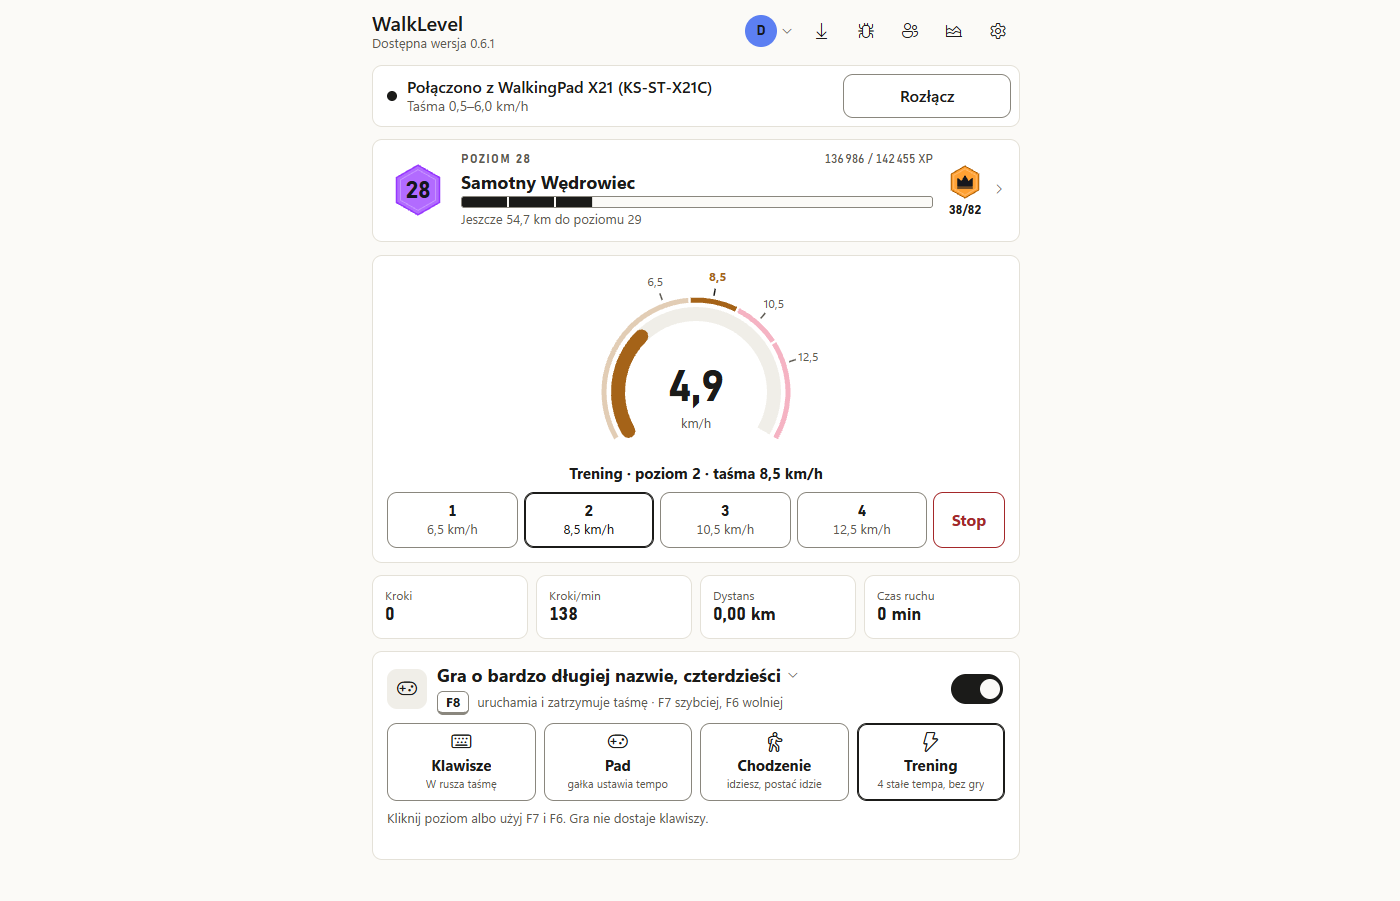 WalkLevel
Dostępna wersja 0.6.1
D
Połączono z WalkingPad X21 (KS-ST-X21C)
Taśma 0,5–6,0 km/h
Rozłącz
28
POZIOM 28
136 986 / 142 455 XP
Samotny Wędrowiec
Jeszcze 54,7 km do poziomu 29
38/82
6,5
8,5
10,5
12,5
4,9
km/h
Trening · poziom 2 · taśma 8,5 km/h
1
6,5 km/h
2
8,5 km/h
3
10,5 km/h
4
12,5 km/h
Stop
Kroki
0
Kroki/min
138
Dystans
0,00 km
Czas ruchu
0 min
Gra o bardzo długiej nazwie, czterdzieści
F8 uruchamia i zatrzymuje taśmę · F7 szybciej, F6 wolniej
Klawisze
W rusza taśmę
Pad
gałka ustawia tempo
Chodzenie
idziesz, postać idzie
Trening
4 stałe tempa, bez gry
Kliknij poziom albo użyj F7 i F6. Gra nie dostaje klawiszy.